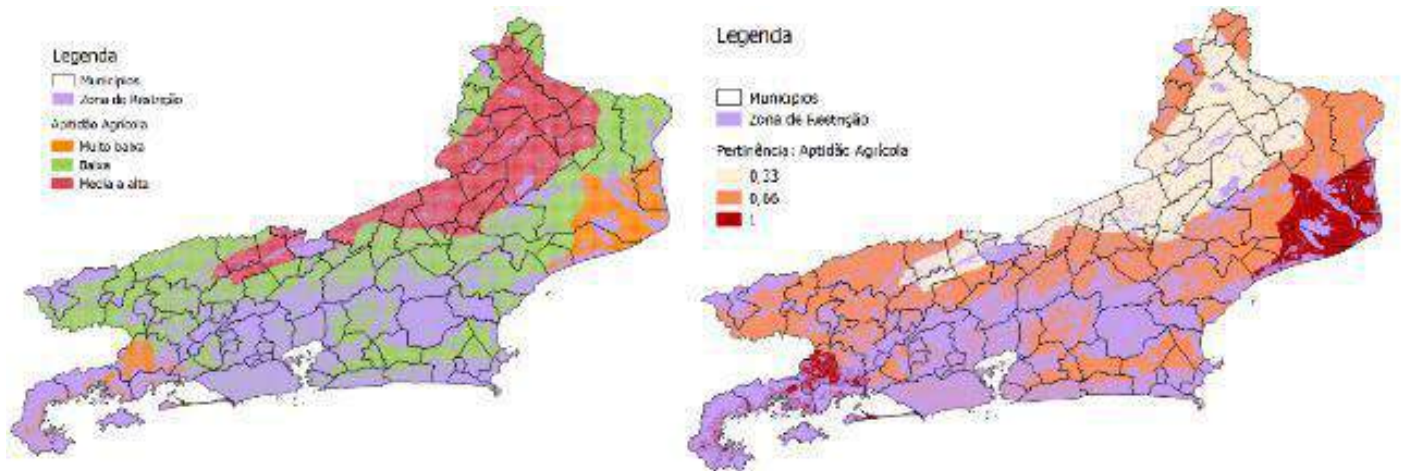 Legenda
Municípios
Zona de Restrição
Aptidão Agrícola
Muito baixa
Baixa
Media a alta
Legenda
Municípios
Zona de Restrição
Pertinência: Aptidão Agrícola
0,33
0,66
1